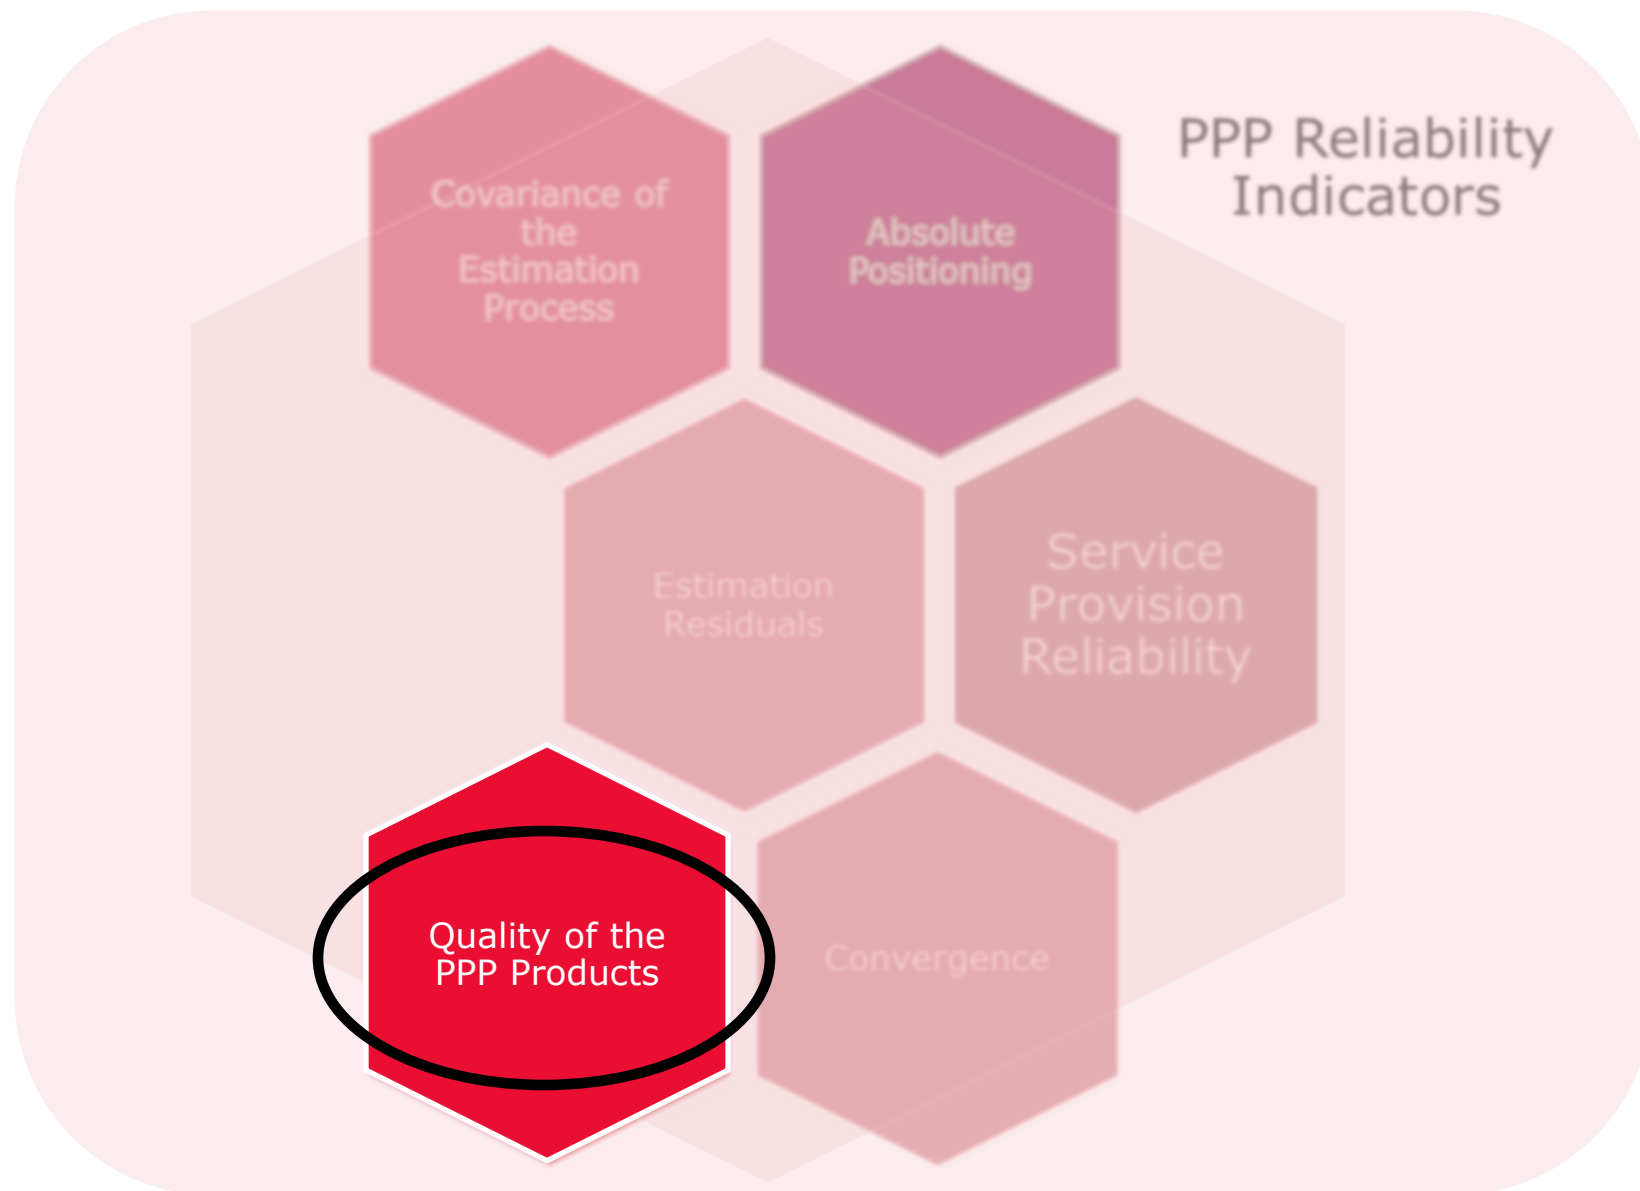 PPP Reliability
Indicators
Covariance of
the
Estimation
Process
Absolute
Positioning
Estimation
Residuals
Service
Provision
Reliability
Quality of the
PPP Products
Convergence